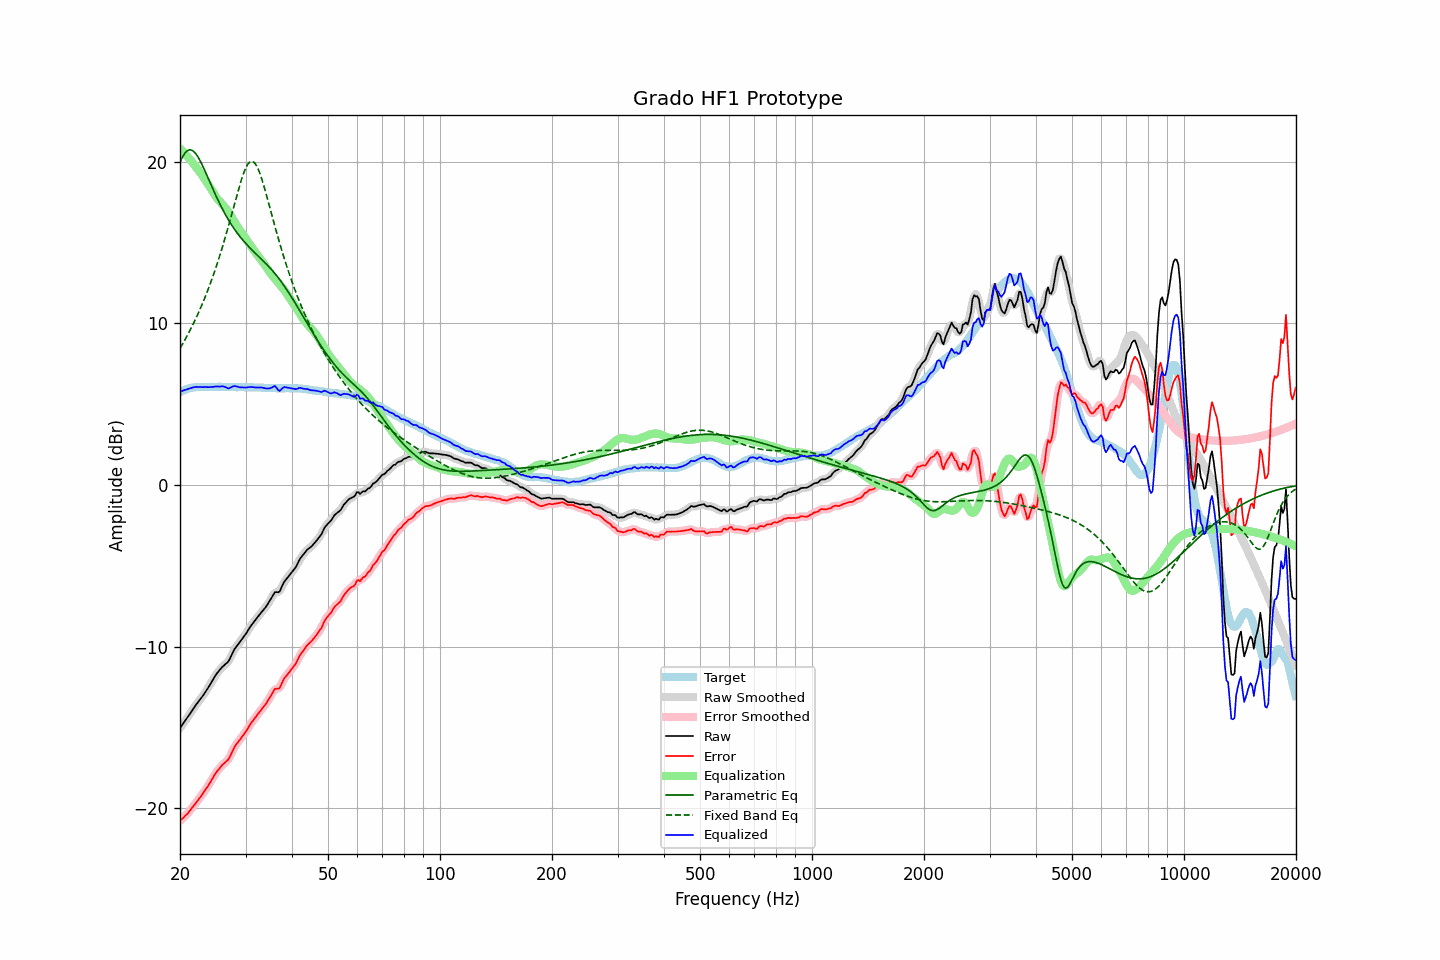 Grado HF1 Prototype
Amplitude (dBr)
20
10
0
−10
−20
Target
Raw Smoothed
Error Smoothed
Raw
Error
Equalization
Parametric Eq
Fixed Band Eq
Equalized
20
50
100
200
500
1000
2000
5000
10000
20000
Frequency (Hz)